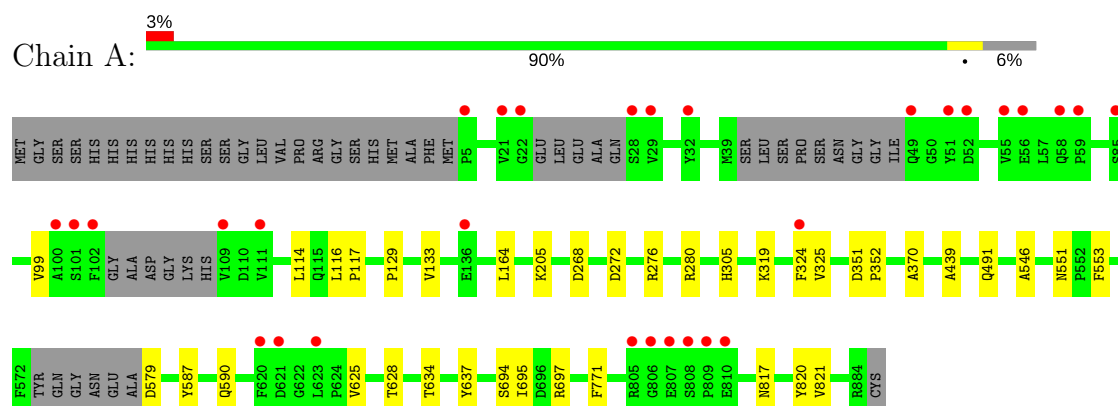 3%
Chain A:
90%
•
6%
MET GLY SER SER HIS HIS HIS HIS HIS HIS SER SER GLY LEU VAL PRO ARG GLY SER HIS MET ALA PHE MET P5 V21 G22 GLU LEU GLU ALA GLN S28 V29 Y32 M39 SER LEU SER PRO SER ASN GLY GLY ILE Q49 G50 Y51 D52 V55 E56 L57 Q58 P59 S85
V99 A100 S101 F102 GLY ALA ASP GLY LYS HIS V109 D110 V111 L114 Q115 L116 P117 P129 V133 E136 L164 K205 D268 D272 R276 R280 H305 K319 F324 V325 D351 P352 A370 A439 Q491 A546 N551 P552 F553
F572 TYR GLN GLY ASN GLU ALA D579 Y587 Q590 F620 D621 G622 L623 P624 V625 T628 T634 Y637 S694 I695 D696 R697 F771 R805 G806 E807 S808 P809 E810 N817 Y820 V821 R884 CYS